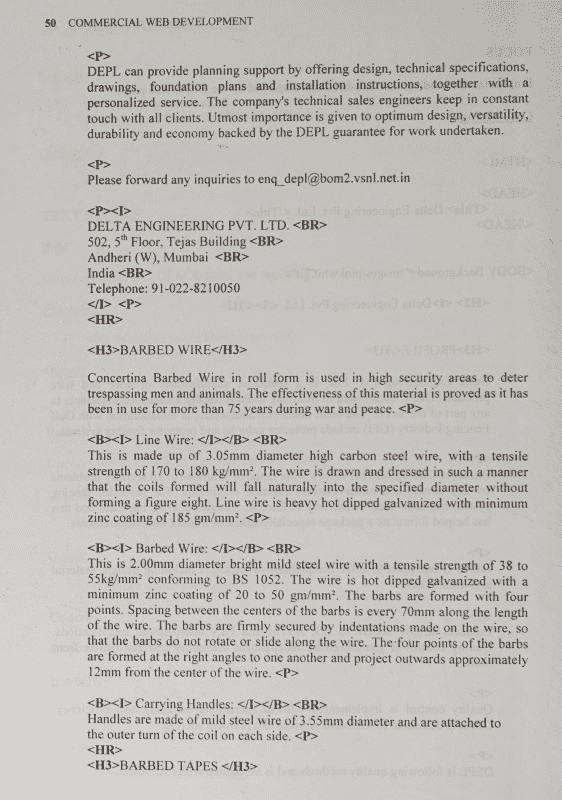 50 COMMERCIAL WEB DEVELOPMENT
<P>
DEPL can provide planning support by offering design, technical specifications,
drawings, foundation plans and installation instructions, together with a
personalized service. The company's technical sales engineers keep in constant
touch with all clients. Utmost importance is given to optimum design, versatility,
durability and economy backed by the DEPL guarantee for work undertaken.
<P>
Please forward any inquiries to enq_depl@bom2.vsnl.net.in
<P><I>
DELTA ENGINEERING PVT. LTD. <BR>
502, 5th Floor, Tejas Building <BR>
Andheri (W), Mumbai <BR>
India <BR>
Telephone: 91-022-8210050
</I> <P>
<HR>
<H3>BARBED WIRE</H3>
Concertina Barbed Wire in roll form is used in high security areas to deter
trespassing men and animals. The effectiveness of this material is proved as it has
been in use for more than 75 years during war and peace. <P>
<B><I> Line Wire: </I></B> <BR>
This is made up of 3.05mm diameter high carbon steel wire, with a tensile
strength of 170 to 180 kg/mm². The wire is drawn and dressed in such a manner
that the coils formed will fall naturally into the specified diameter without
forming a figure eight. Line wire is heavy hot dipped galvanized with minimum
zinc coating of 185 gm/mm². <P>
<B><I> Barbed Wire: </I></B> <BR>
This is 2.00mm diameter bright mild steel wire with a tensile strength of 38 to
55kg/mm² conforming to BS 1052. The wire is hot dipped galvanized with a
minimum zinc coating of 20 to 50 gm/mm². The barbs are formed with four
points. Spacing between the centers of the barbs is every 70mm along the length
of the wire. The barbs are firmly secured by indentations made on the wire, so
that the barbs do not rotate or slide along the wire. The four points of the barbs
are formed at the right angles to one another and project outwards approximately
12mm from the center of the wire. <P>
<B><I> Carrying Handles: </I></B> <BR>
Handles are made of mild steel wire of 3.55mm diameter and are attached to
the outer turn of the coil on each side. <P>
<HR>
<H3>BARBED TAPES </H3>